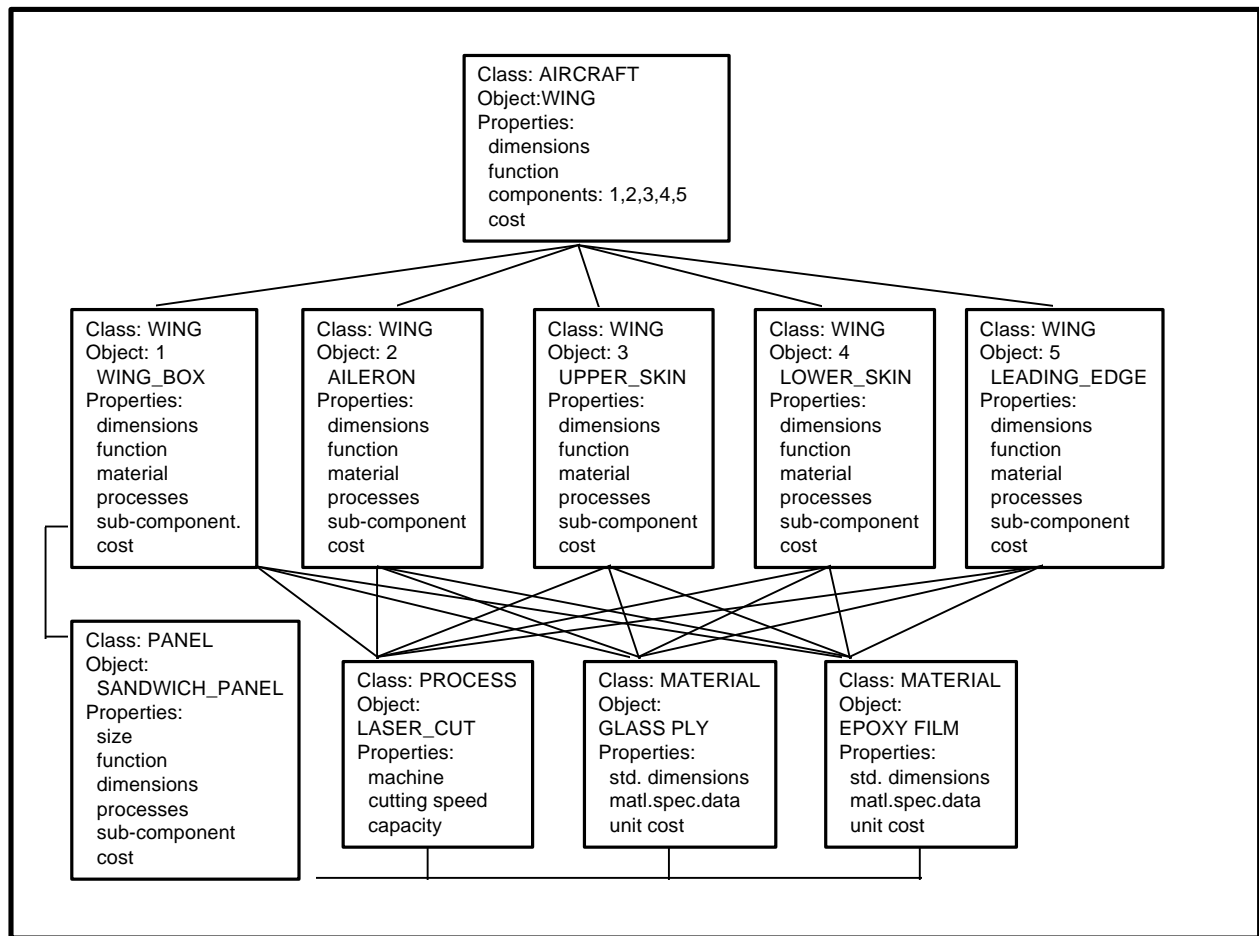 Class: AIRCRAFT
Object:WING
Properties:
dimensions
function
components: 1,2,3,4,5
cost
Class: WING
Object: 1
WING_BOX
Properties:
dimensions
function
material
processes
sub-component.
cost
Class: WING
Object: 2
AILERON
Properties:
dimensions
function
material
processes
sub-component
cost
Class: WING
Object: 3
UPPER_SKIN
Properties:
dimensions
function
material
processes
sub-component
cost
Class: WING
Object: 4
LOWER_SKIN
Properties:
dimensions
function
material
processes
sub-component
cost
Class: WING
Object: 5
LEADING_EDGE
Properties:
dimensions
function
material
processes
sub-component
cost
Class: PANEL
Object:
SANDWICH_PANEL
Properties:
size
function
dimensions
processes
sub-component
cost
Class: PROCESS
Object:
LASER_CUT
Properties:
machine
cutting speed
capacity
Class: MATERIAL
Object:
GLASS PLY
Properties:
std. dimensions
matl.spec.data
unit cost
Class: MATERIAL
Object:
EPOXY FILM
Properties:
std. dimensions
matl.spec.data
unit cost